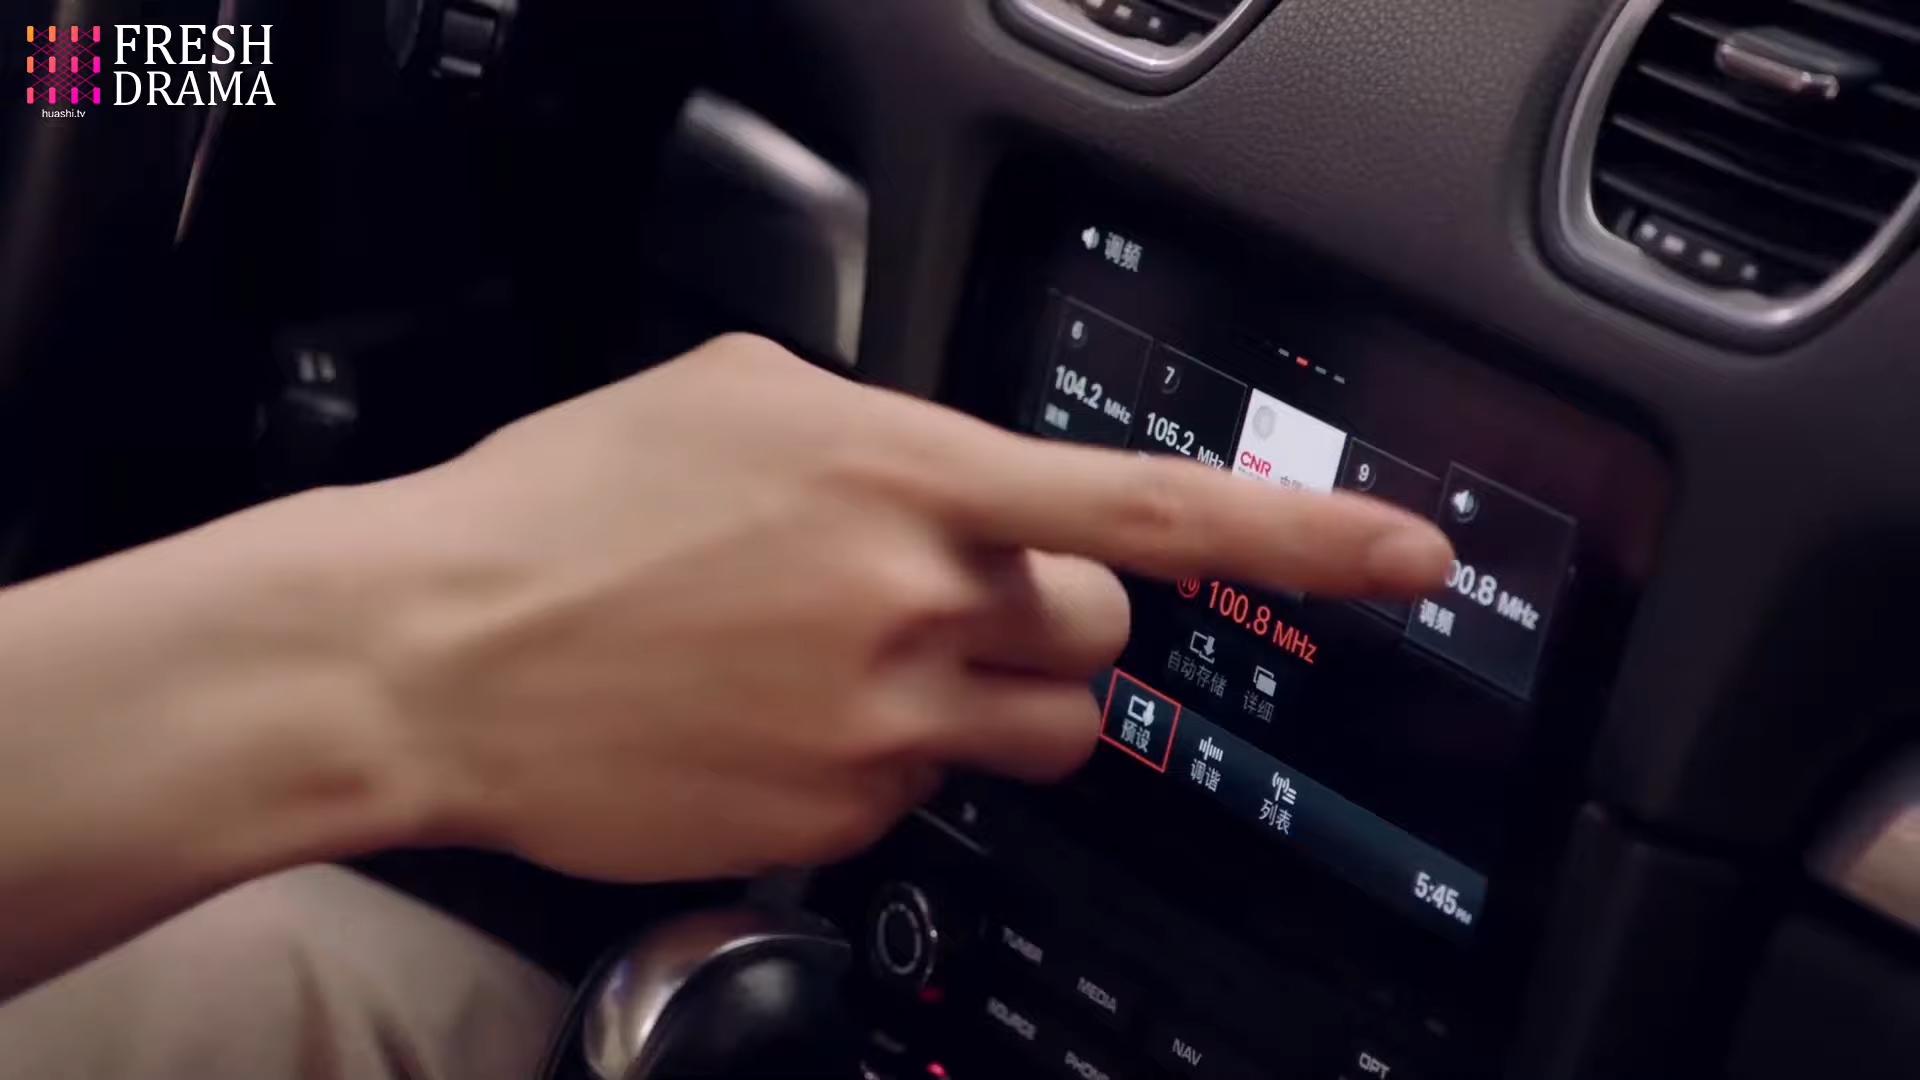 FRESH
DRAMA
huashi.tv
调频
6
7
104.2 MHz
105.2 MHz
CNR
9
00.8 MHz
调频
100.8 MHz
自动存储
详细
预设
调谐
列表
5:45 PM
TUNER
MEDIA
SOURCE
PHONE
NAV
OPT